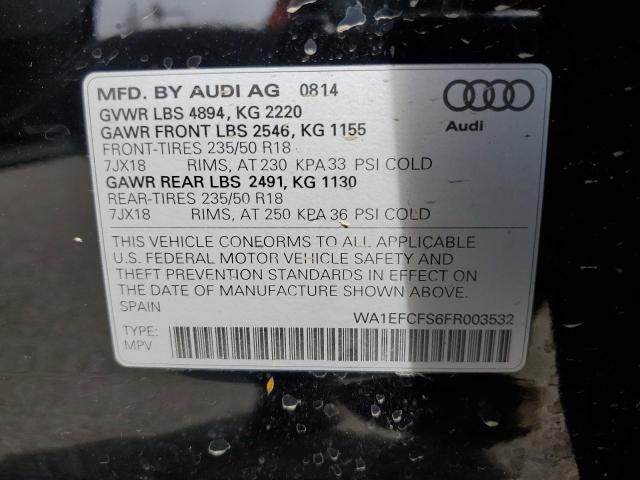 MFD. BY AUDI AG 0814
GVWR LBS 4894, KG 2220
GAWR FRONT LBS 2546, KG 1155
FRONT-TIRES 235/50 R18
7JX18 RIMS, AT 230 KPA 33 PSI COLD
GAWR REAR LBS 2491, KG 1130
REAR-TIRES 235/50 R18
7JX18 RIMS, AT 250 KPA 36 PSI COLD
Audi
THIS VEHICLE CONFORMS TO ALL APPLICABLE
U.S. FEDERAL MOTOR VEHICLE SAFETY AND
THEFT PREVENTION STANDARDS IN EFFECT ON
THE DATE OF MANUFACTURE SHOWN ABOVE.
SPAIN
WA1EFCFS6FR003532
TYPE:
MPV